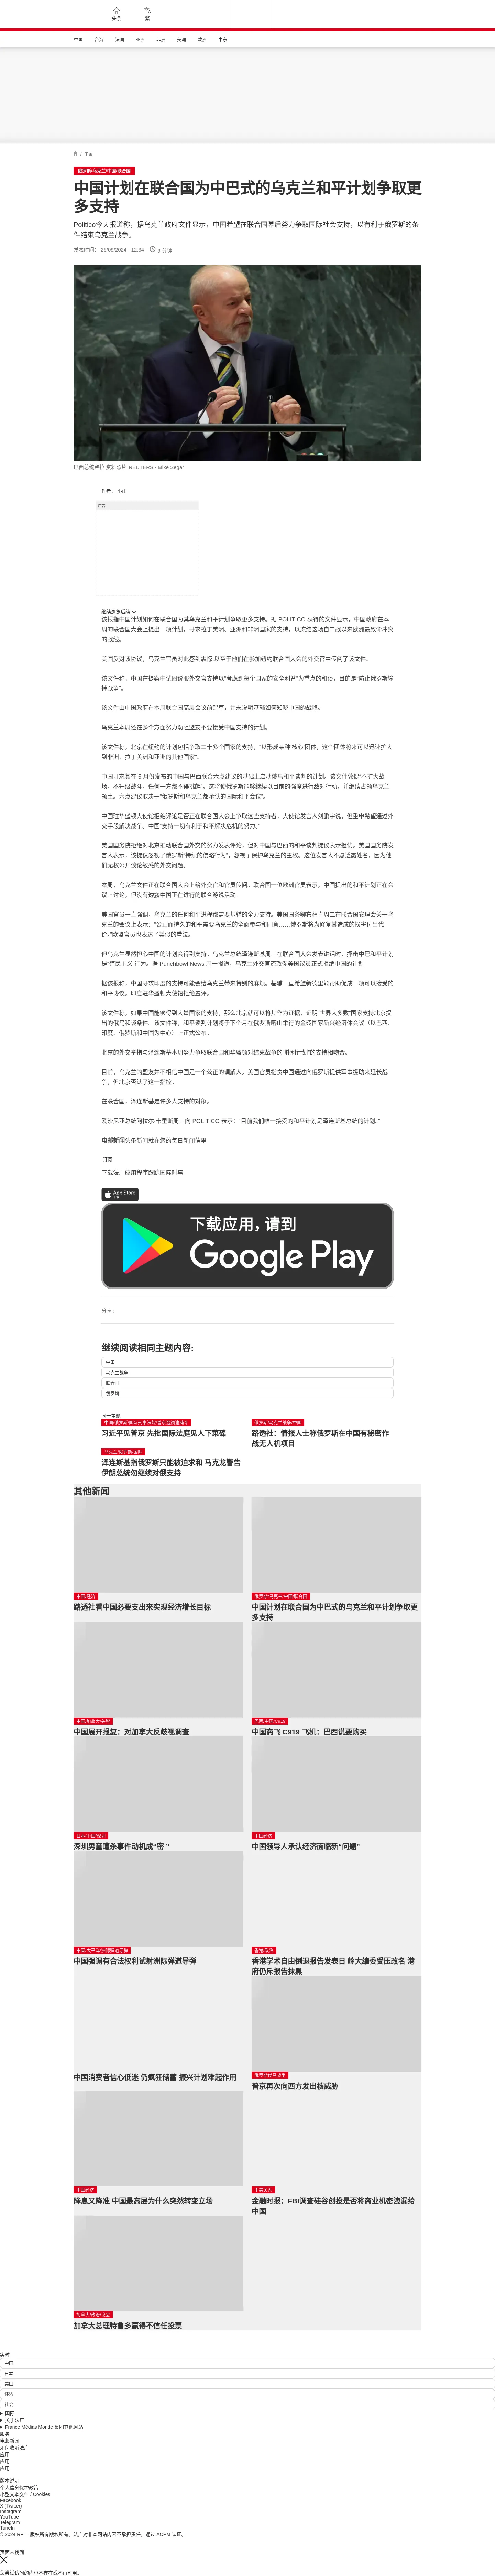 头条
繁
中国
台海
法国
亚洲
非洲
美洲
欧洲
中东
/ 法国
俄罗斯/乌克兰/中国/联合国
中国计划在联合国为中巴式的乌克兰和平计划争取更
多支持
Politico今天报道称，据乌克兰政府文件显示，中国希望在联合国幕后努力争取国际社会支持，以有利于俄罗斯的条
件结束乌克兰战争。
发表时间： 26/09/2024 - 12:34
9 分钟
巴西总统卢拉 资料照片 REUTERS - Mike Segar
作者： 小山
广告
继续浏览后续
该报指中国计划如何在联合国为其乌克兰和平计划争取更多支持。据 POLITICO 获得的文件显示，中国政府在本
周的联合国大会上提出一项计划，寻求拉丁美洲、亚洲和非洲国家的支持，以冻结这场自二战以来欧洲最致命冲突
的战线。
美国反对该协议，乌克兰官员对此感到震惊,以至于他们在参加纽约联合国大会的外交官中传阅了该文件。
该文件称，中国在提案中试图说服外交官支持以“考虑到每个国家的安全利益”为重点的和谈，目的是“防止俄罗斯输
掉战争”。
该文件由中国政府在本周联合国高层会议前起草，并未说明基辅如何知晓中国的战略。
乌克兰本周还在多个方面努力劝阻盟友不要接受中国支持的计划。
该文件称，北京在纽约的计划包括争取二十多个国家的支持，“以形成某种‘核心’团体，这个团体将来可以迅速扩大
到非洲、拉丁美洲和亚洲的其他国家”。
中国寻求其在 5 月份发布的中国与巴西联合六点建议的基础上启动俄乌和平谈判的计划。该文件敦促“不扩大战
场，不升级战斗，任何一方都不得挑衅”。这将使俄罗斯能够继续以目前的强度进行敌对行动，并继续占领乌克兰
领土。六点建议取决于“俄罗斯和乌克兰都承认的国际和平会议”。
中国驻华盛顿大使馆拒绝评论是否正在联合国大会上争取这些支持者，大使馆发言人刘鹏宇说，但重申希望通过外
交手段解决战争。中国“支持一切有利于和平解决危机的努力。”
美国国务院拒绝对北京推动联合国外交的努力发表评论，但对中国与巴西的和平谈判提议表示担忧。美国国务院发
言人表示，该提议忽视了俄罗斯“持续的侵略行为”，忽视了保护乌克兰的主权。这位发言人不愿透露姓名，因为他
们无权公开谈论敏感的外交问题。
本周，乌克兰文件正在联合国大会上给外交官和官员传阅。联合国一位欧洲官员表示，中国提出的和平计划正在会
议上讨论，但没有透露中国正在进行的联合游说活动。
美国官员一直强调，乌克兰的任何和平进程都需要基辅的全力支持。美国国务卿布林肯周二在联合国安理会关于乌
克兰的会议上表示：“公正而持久的和平需要乌克兰的全面参与和同意……俄罗斯将为修复其造成的损害付出代
价。”欧盟官员也表达了类似的看法。
但乌克兰显然担心中国的计划会得到支持。乌克兰总统泽连斯基周三在联合国大会发表讲话时，抨击中巴和平计划
是“殖民主义”行为。据 Punchbowl News 周一报道，乌克兰外交官还敦促美国议员正式拒绝中国的计划
据该报称，中国寻求印度的支持可能会给乌克兰带来特别的麻烦。基辅一直希望新德里能帮助促成一项可以接受的
和平协议。印度驻华盛顿大使馆拒绝置评。
该文件称，如果中国能够得到大量国家的支持，那么北京就可以将其作为证据，证明“世界大多数”国家支持北京提
出的俄乌和谈条件。该文件称，和平谈判计划将于下个月在俄罗斯喀山举行的金砖国家新兴经济体会议（以巴西、
印度、俄罗斯和中国为中心）上正式公布。
北京的外交举措与泽连斯基本周努力争取联合国和华盛顿对结束战争的“胜利计划”的支持相吻合。
目前，乌克兰的盟友并不相信中国是一个公正的调解人。美国官员指责中国通过向俄罗斯提供军事援助来延长战
争，但北京否认了这一指控。
在联合国，泽连斯基是许多人支持的对象。
爱沙尼亚总统阿拉尔·卡里斯周三向 POLITICO 表示：“目前我们唯一接受的和平计划是泽连斯基总统的计划。”
电邮新闻头条新闻就在您的每日新闻信里
订阅
下载法广应用程序跟踪国际时事
App Store
下载
下载应用，请到
Google Play
分享 :
继续阅读相同主题内容:
中国
乌克兰战争
联合国
俄罗斯
同一主题
中国/俄罗斯/国际刑事法院/普京遭颁逮捕令
习近平见普京 先批国际法庭见人下菜碟
俄罗斯/乌克兰战争/中国
路透社：情报人士称俄罗斯在中国有秘密作
战无人机项目
乌克兰/俄罗斯/国际
泽连斯基指俄罗斯只能被迫求和 马克龙警告
伊朗总统勿继续对俄支持
其他新闻
中国/经济
路透社看中国必要支出来实现经济增长目标
俄罗斯/乌克兰/中国/联合国
中国计划在联合国为中巴式的乌克兰和平计划争取更
多支持
中国/加拿大/关税
中国展开报复：对加拿大反歧视调查
巴西/中国/C919
中国商飞 C919 飞机：巴西说要购买
日本/中国/深圳
深圳男童遭杀事件动机成“密 ”
中国经济
中国领导人承认经济面临新“问题”
中国/太平洋/洲际弹道导弹
中国强调有合法权利试射洲际弹道导弹
香港/政治
香港学术自由倒退报告发表日 岭大编委受压改名 港
府仍斥报告抹黑
中国消费者信心低迷 仍疯狂储蓄 振兴计划难起作用
俄罗斯侵乌战争
普京再次向西方发出核威胁
中国经济
降息又降准 中国最高层为什么突然转变立场
中美关系
金融时报：FBI调查硅谷创投是否将商业机密洩漏给
中国
加拿大/政治/议会
加拿大总理特鲁多赢得不信任投票
实时
中国
日本
美国
经济
社会
国际
关于法广
France Médias Monde 集团其他网站
服务
电邮新闻
如何收听法广
应用
应用
应用
版本说明
个人信息保护政策
小型文本文件 / Cookies
Facebook
X (Twitter)
Instagram
YouTube
Telegram
TuneIn
© 2024 RFI – 版权所有版权所有。法广对非本网站内容不承担责任。通过 ACPM 认证。
页面未找到
您尝试访问的内容不存在或不再可用。